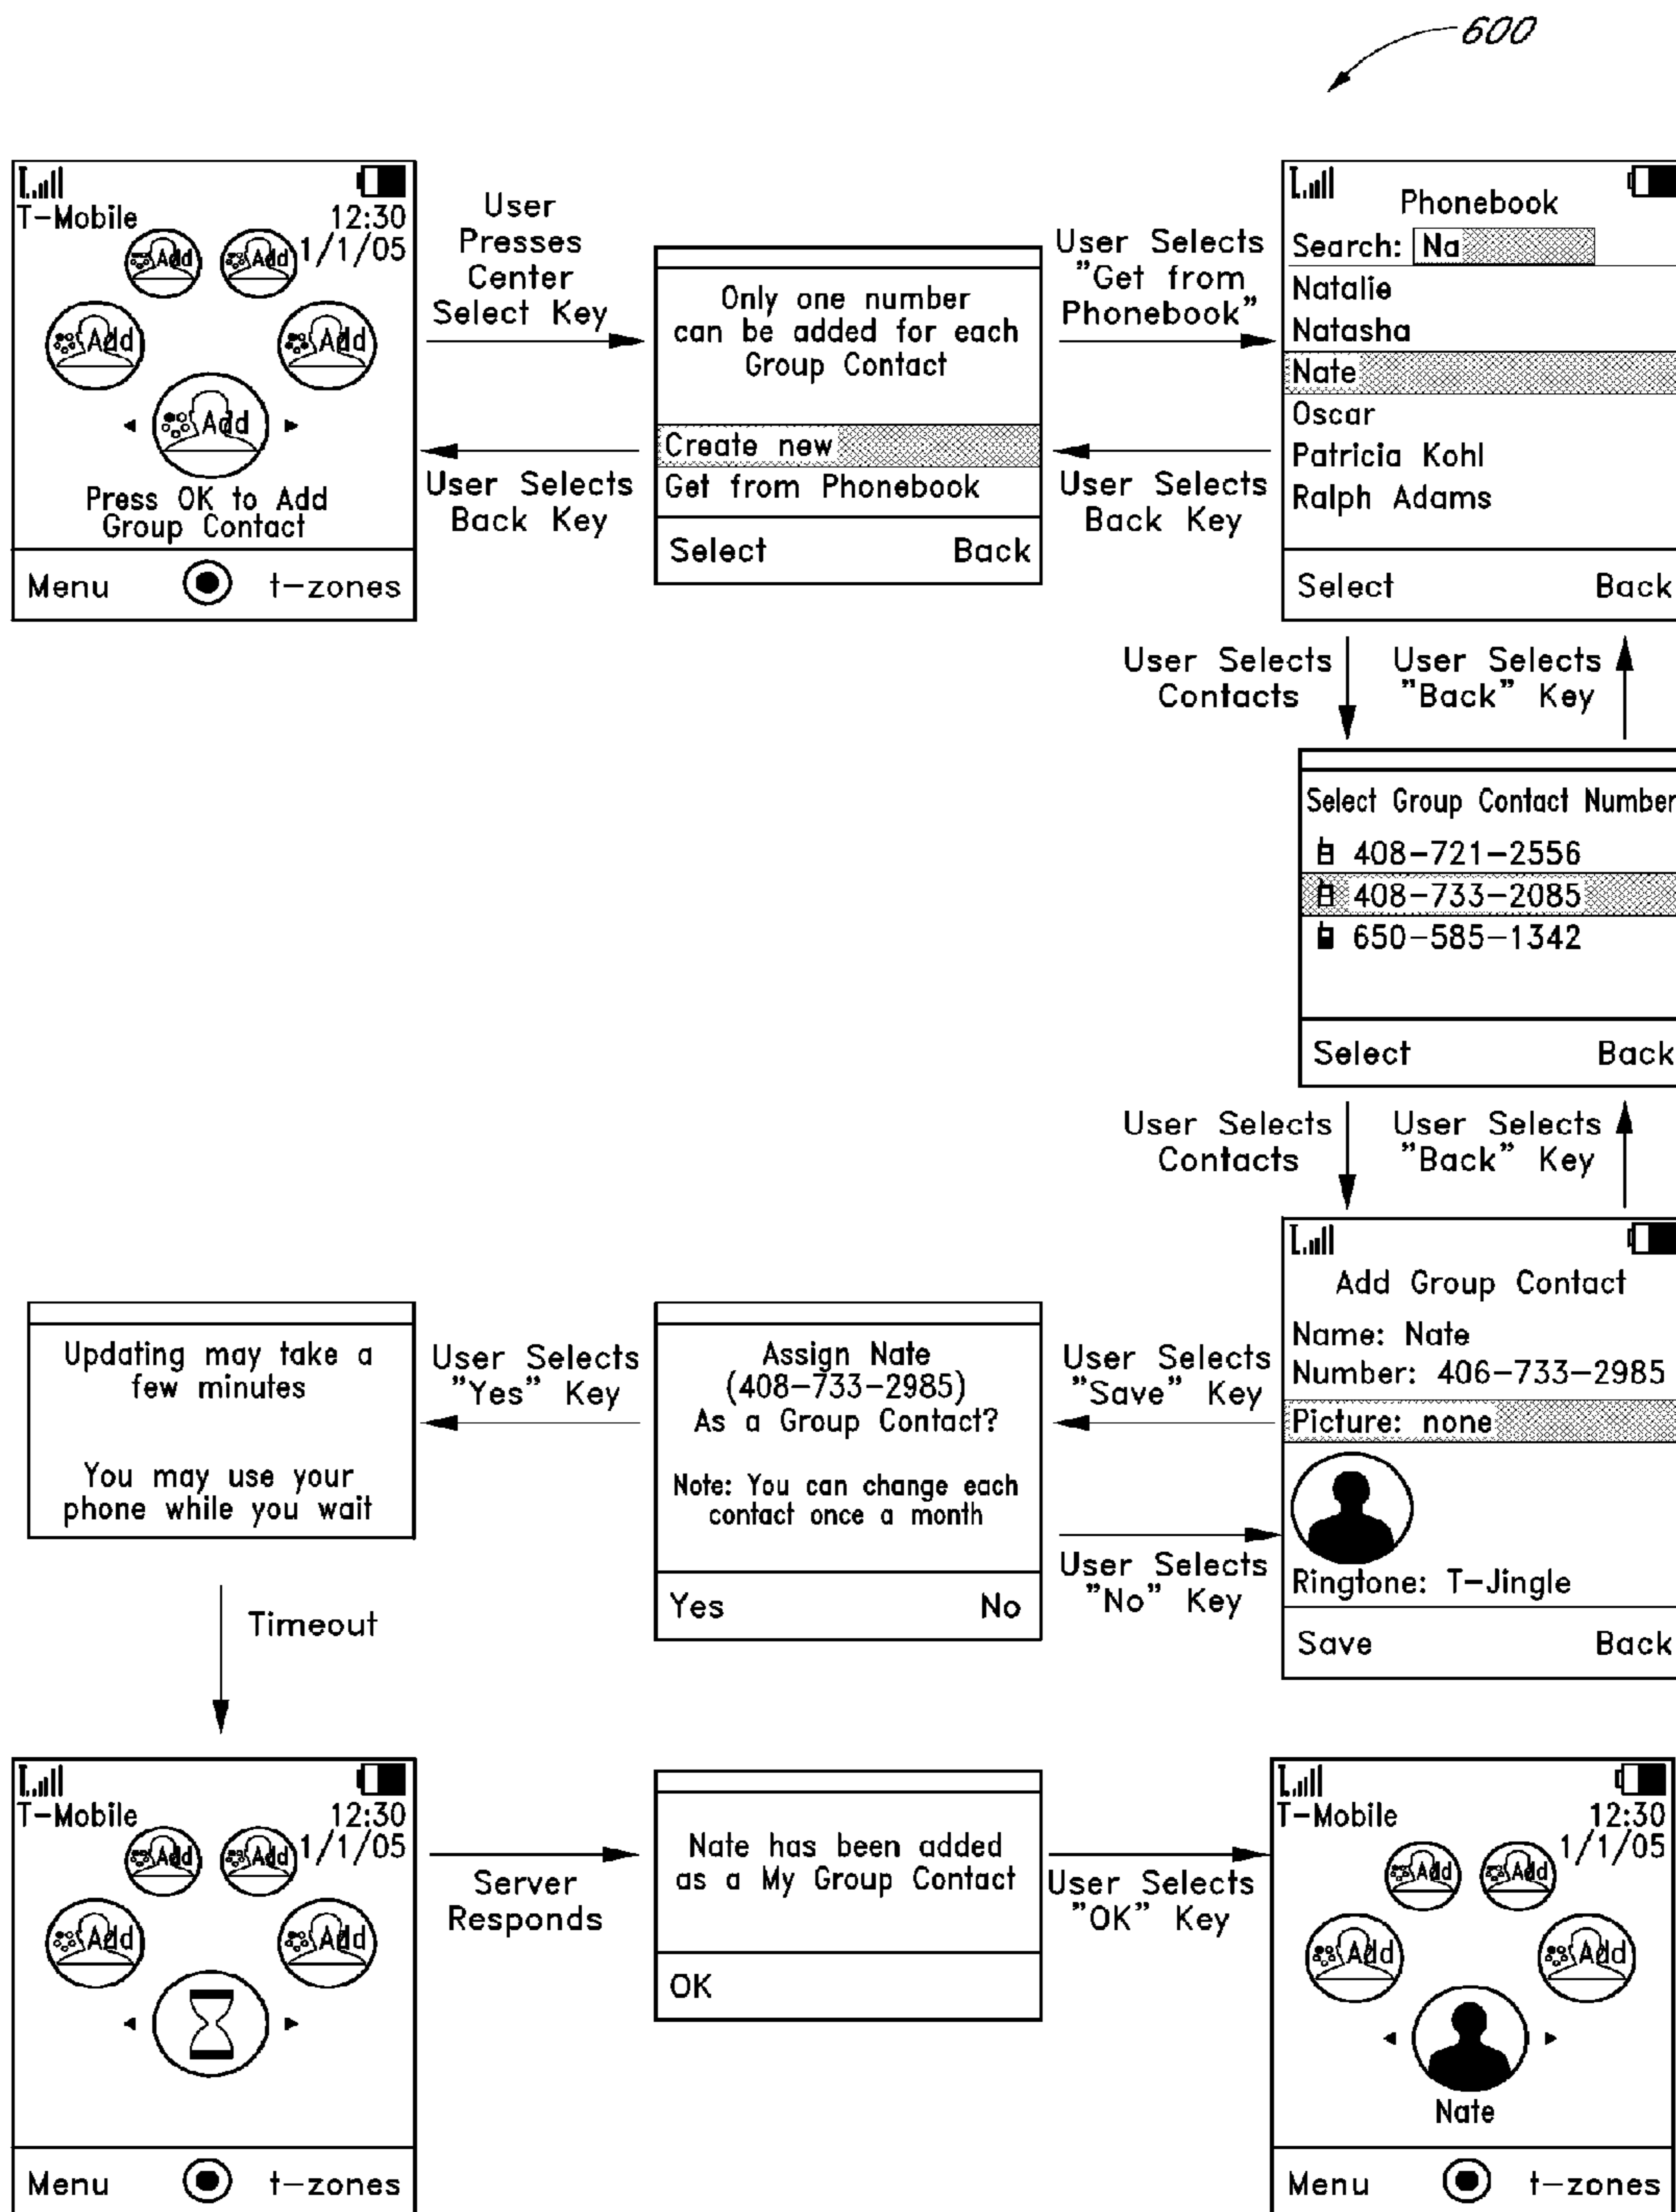 600
T-Mobile
12:30
1/1/05
Add
Add
Add
Add
Add
Press OK to Add
Group Contact
Menu
t-zones
User
Presses
Center
Select Key
User Selects
Back Key
Only one number
can be added for each
Group Contact
Create new
Get from Phonebook
Select
Back
User Selects
"Get from
Phonebook"
User Selects
Back Key
Phonebook
Search: Na
Natalie
Natasha
Nate
Oscar
Patricia Kohl
Ralph Adams
Select
Back
User Selects
Contacts
User Selects
"Back" Key
Select Group Contact Number
408-721-2556
408-733-2085
650-585-1342
Select
Back
User Selects
Contacts
User Selects
"Back" Key
Add Group Contact
Name: Nate
Number: 406-733-2985
Picture: none
Ringtone: T-Jingle
Save
Back
User Selects
"Save" Key
User Selects
"No" Key
Assign Nate
(408-733-2985)
As a Group Contact?
Note: You can change each
contact once a month
Yes
No
User Selects
"Yes" Key
Updating may take a
few minutes
You may use your
phone while you wait
Timeout
T-Mobile
12:30
1/1/05
Add
Add
Add
Add
Menu
t-zones
Server
Responds
Nate has been added
as a My Group Contact
OK
User Selects
"OK" Key
T-Mobile
12:30
1/1/05
Add
Add
Add
Add
Nate
Menu
t-zones